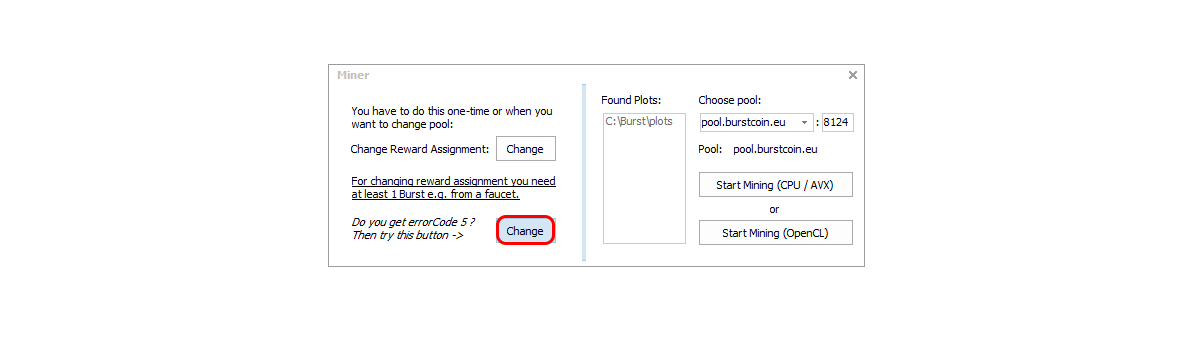 Miner
You have to do this one-time or when you
want to change pool:
Change Reward Assignment:
Change
For changing reward assignment you need
at least 1 Burst e.g. from a faucet.
Do you get errorCode 5 ?
Then try this button ->
Change
Found Plots:
C:\Burst\plots
Choose pool:
pool.burstcoin.eu : 8124
Pool: pool.burstcoin.eu
Start Mining (CPU / AVX)
or
Start Mining (OpenCL)